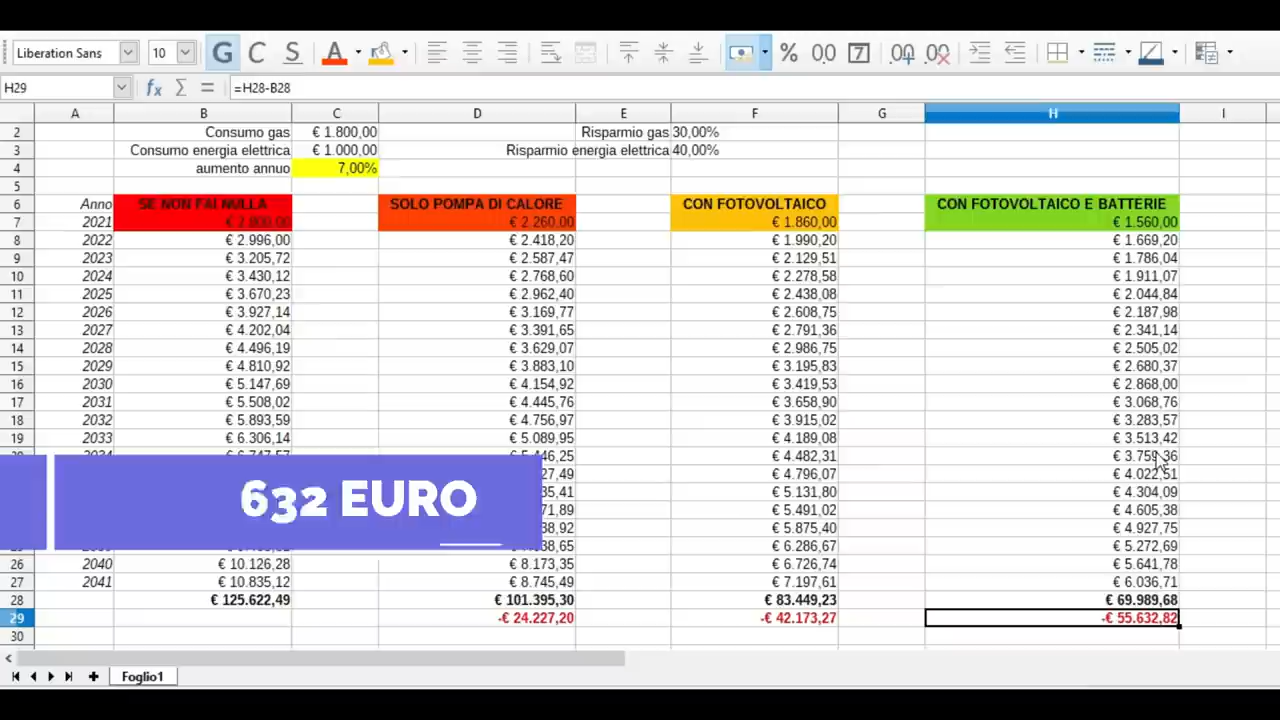 Liberation Sans 10 G C S A % 00 7 00 00
H29 fx Σ = =H28-B28
A B C D E F G H I
2 Consumo gas € 1.800,00 Risparmio gas 30,00%
3 Consumo energia elettrica € 1.000,00 Risparmio energia elettrica 40,00%
4 aumento annuo 7,00%
5
6 Anno SE NON FAI NULLA SOLO POMPA DI CALORE CON FOTOVOLTAICO CON FOTOVOLTAICO E BATTERIE
7 2021 € 2.800,00 € 2 260,00 € 1.860,00 € 1.560,00
8 2022 € 2.996,00 € 2.418,20 € 1.990,20 € 1.669,20
9 2023 € 3.205,72 € 2.587,47 € 2.129,51 € 1.786,04
10 2024 € 3.430,12 € 2.768,60 € 2.278,58 € 1.911,07
11 2025 € 3.670,23 € 2.962,40 € 2.438,08 € 2.044,84
12 2026 € 3.927,14 € 3.169,77 € 2.608,75 € 2.187,98
13 2027 € 4.202,04 € 3.391,65 € 2.791,36 € 2.341,14
14 2028 € 4.496,19 € 3.629,07 € 2.986,75 € 2.505,02
15 2029 € 4.810,92 € 3.883,10 € 3.195,83 € 2.680,37
16 2030 € 5.147,69 € 4.154,92 € 3.419,53 € 2.868,00
17 2031 € 5.508,02 € 4.445,76 € 3.658,90 € 3.068,76
18 2032 € 5.893,59 € 4.756,97 € 3.915,02 € 3.283,57
19 2033 € 6.306,14 € 5.089,95 € 4.189,08 € 3.513,42
€ 4.482,31 € 3.759,36
€ 4.796,07 € 4.022,51
€ 5.131,80 € 4.304,09
632 EURO
€ 5.491,02 € 4.605,38
€ 5.875,40 € 4.927,75
€ 6.286,67 € 5.272,69
26 2040 € 10.126,28 € 8.173,35 € 6.726,74 € 5.641,78
27 2041 € 10.835,12 € 8.745,49 € 7.197,61 € 6.036,71
28 € 125.622,49 € 101.395,30 € 83.449,23 € 69.989,68
29 -€ 24.227,20 -€ 42.173,27 -€ 55.632,82
30
Foglio1